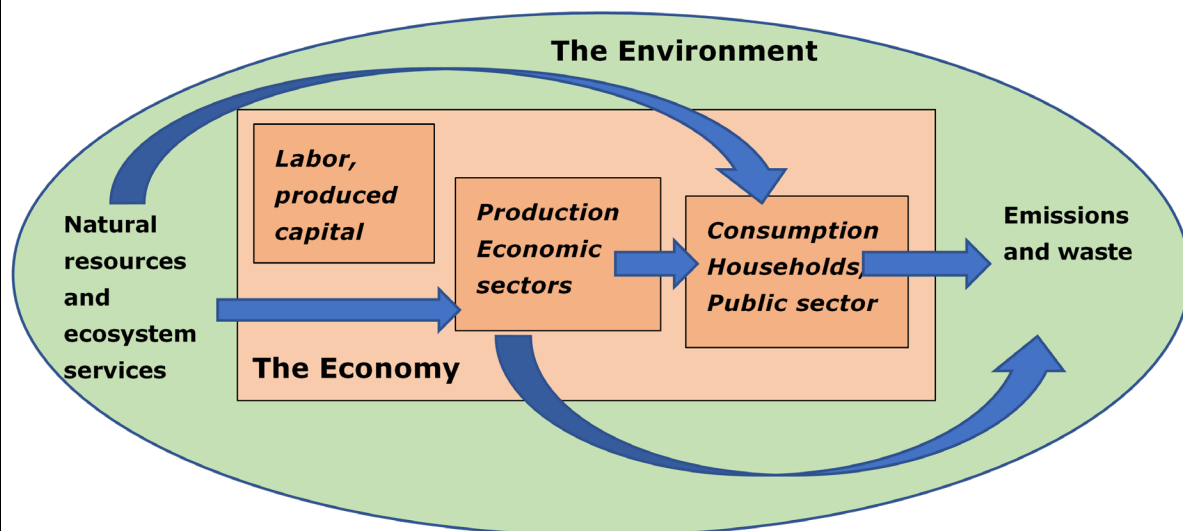 The Environment
Labor,
produced
capital
Natural
resources
and
ecosystem
services
Production
Economic
sectors
Consumption
Households,
Public sector
Emissions
and waste
The Economy